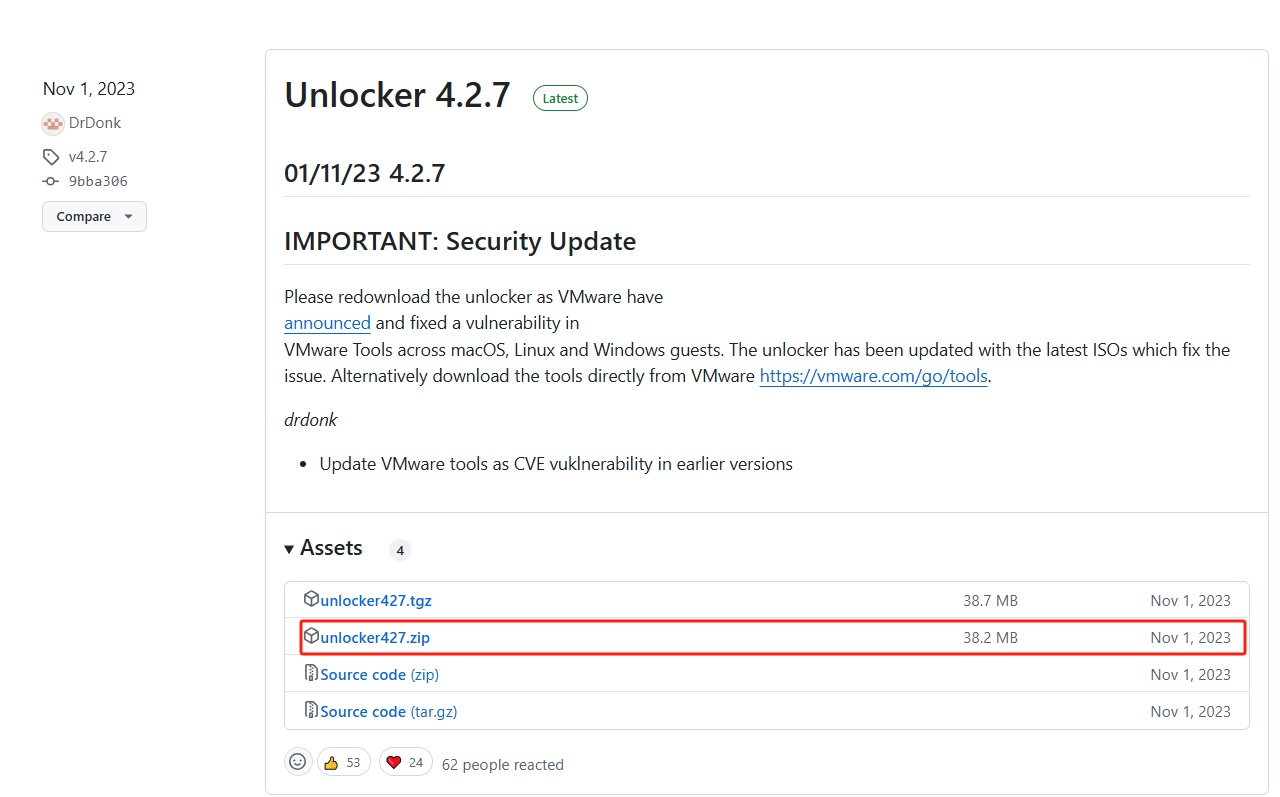 Nov 1, 2023
DrDonk
v4.2.7
9bba306
Compare
Unlocker 4.2.7 Latest
01/11/23 4.2.7
IMPORTANT: Security Update
Please redownload the unlocker as VMware have
announced and fixed a vulnerability in
VMware Tools across macOS, Linux and Windows guests. The unlocker has been updated with the latest ISOs which fix the
issue. Alternatively download the tools directly from VMware https://vmware.com/go/tools.
drdonk
• Update VMware tools as CVE vuklnerability in earlier versions
Assets 4
unlocker427.tgz 38.7 MB Nov 1, 2023
unlocker427.zip 38.2 MB Nov 1, 2023
Source code (zip) Nov 1, 2023
Source code (tar.gz) Nov 1, 2023
53 24 62 people reacted